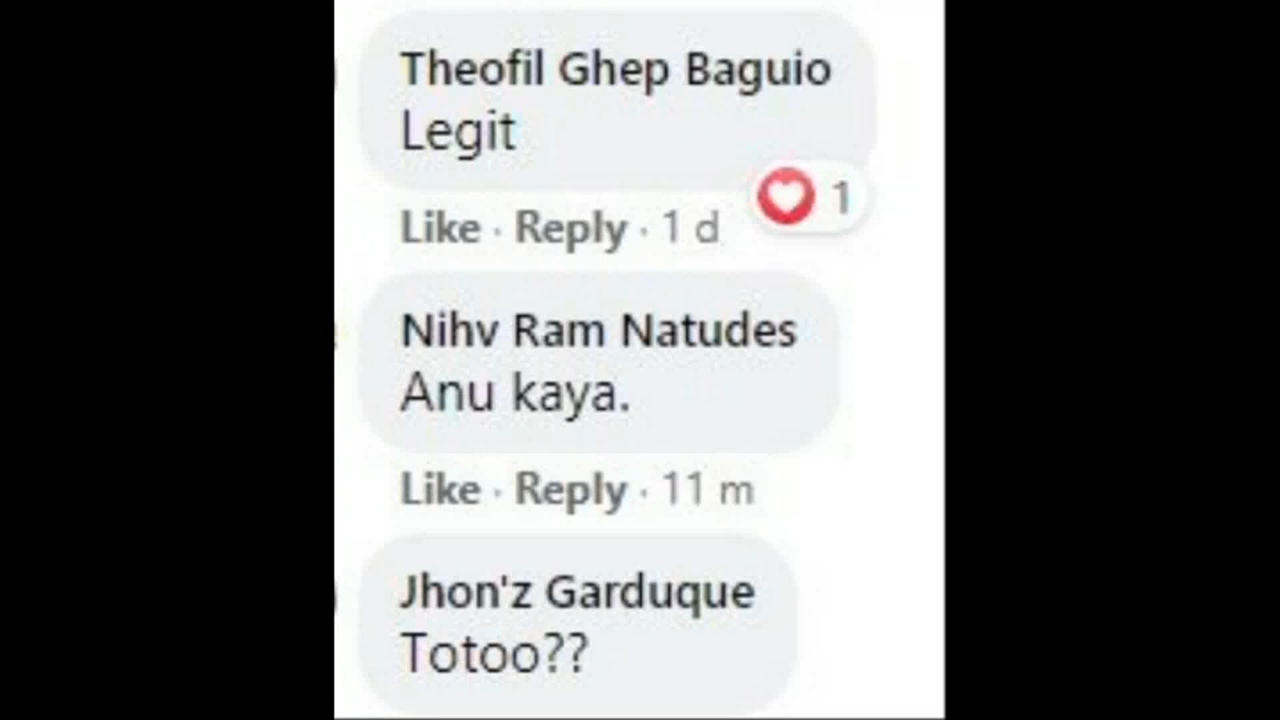 Theofil Ghep Baguio
Legit
1
Like · Reply · 1 d
Nihv Ram Natudes
Anu kaya.
Like · Reply · 11 m
Jhon'z Garduque
Totoo??